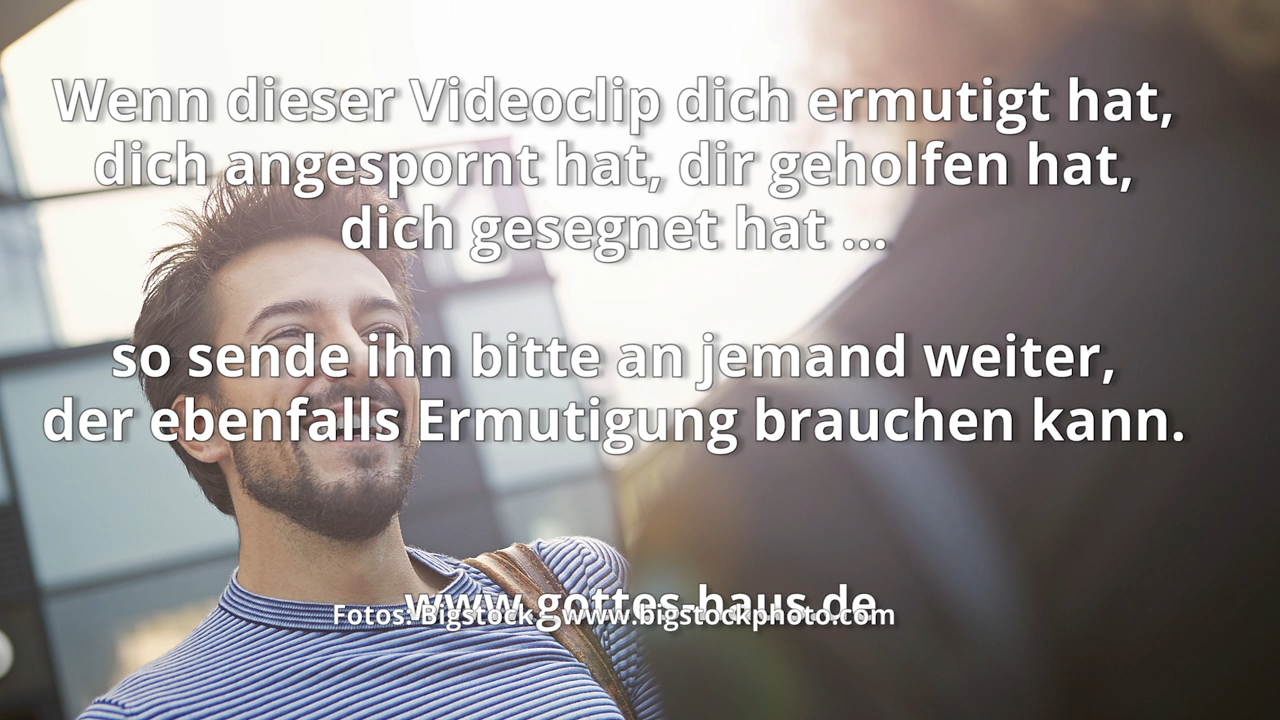 Wenn dieser Videoclip dich ermutigt hat,
dich angespornt hat, dir geholfen hat,
dich gesegnet hat ...
so sende ihn bitte an jemand weiter,
der ebenfalls Ermutigung brauchen kann.
www.gottes-haus.de
Fotos: Bigstock www.bigstockphoto.com